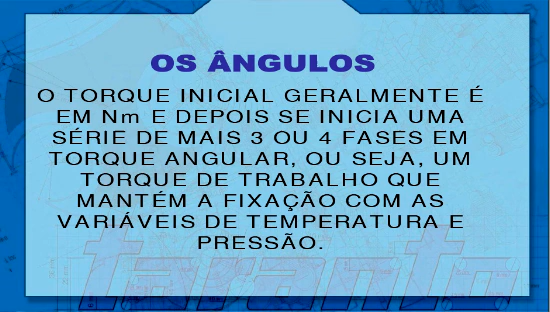 OS ÂNGULOS
O TORQUE INICIAL GERALMENTE É
EM Nm E DEPOIS SE INICIA UMA
SÉRIE DE MAIS 3 OU 4 FASES EM
TORQUE ANGULAR, OU SEJA, UM
TORQUE DE TRABALHO QUE
MANTÉM A FIXAÇÃO COM AS
VARIÁVEIS DE TEMPERATURA E
PRESSÃO.
taranto